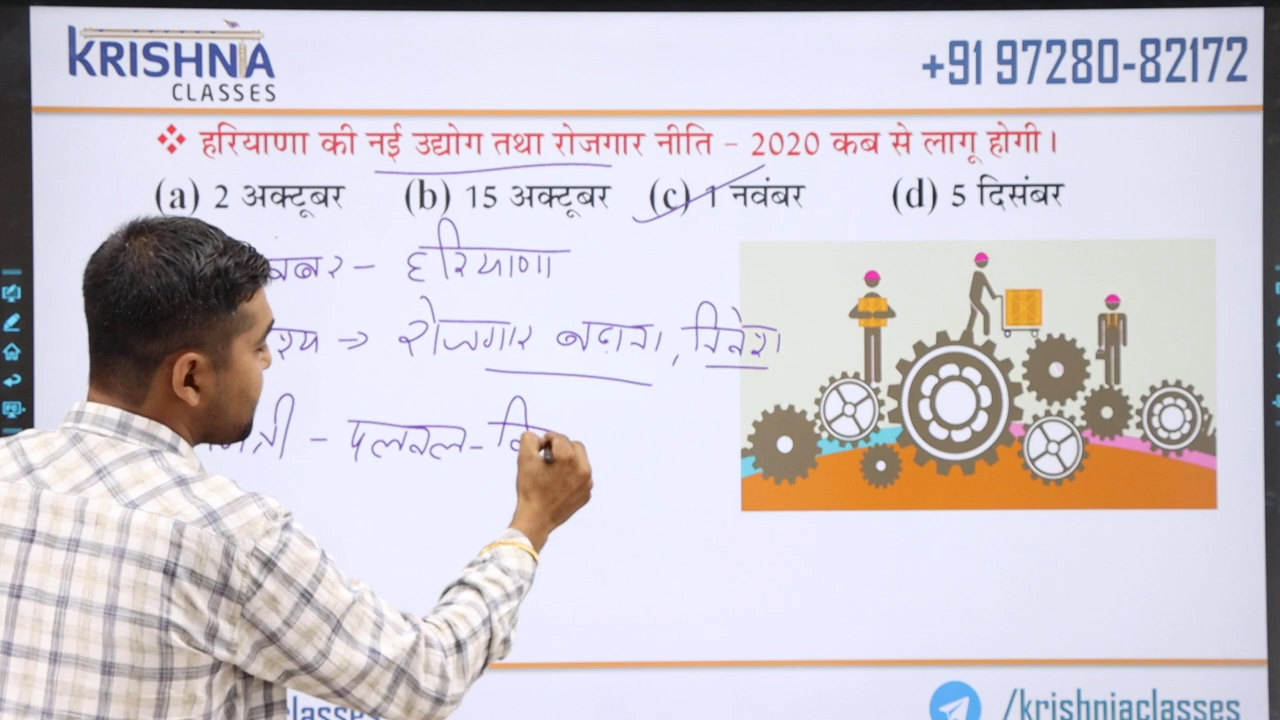 KRISHNIA
CLASSES
+91 97280-82172
❖ हरियाणा की नई उद्योग तथा रोजगार नीति - 2020 कब से लागू होगी।
(a) 2 अक्टूबर (b) 15 अक्टूबर (c) 1 नवंबर (d) 5 दिसंबर
– हरियाणा
→ रोजगार बढ़ाना,
–
/krishniaclasses